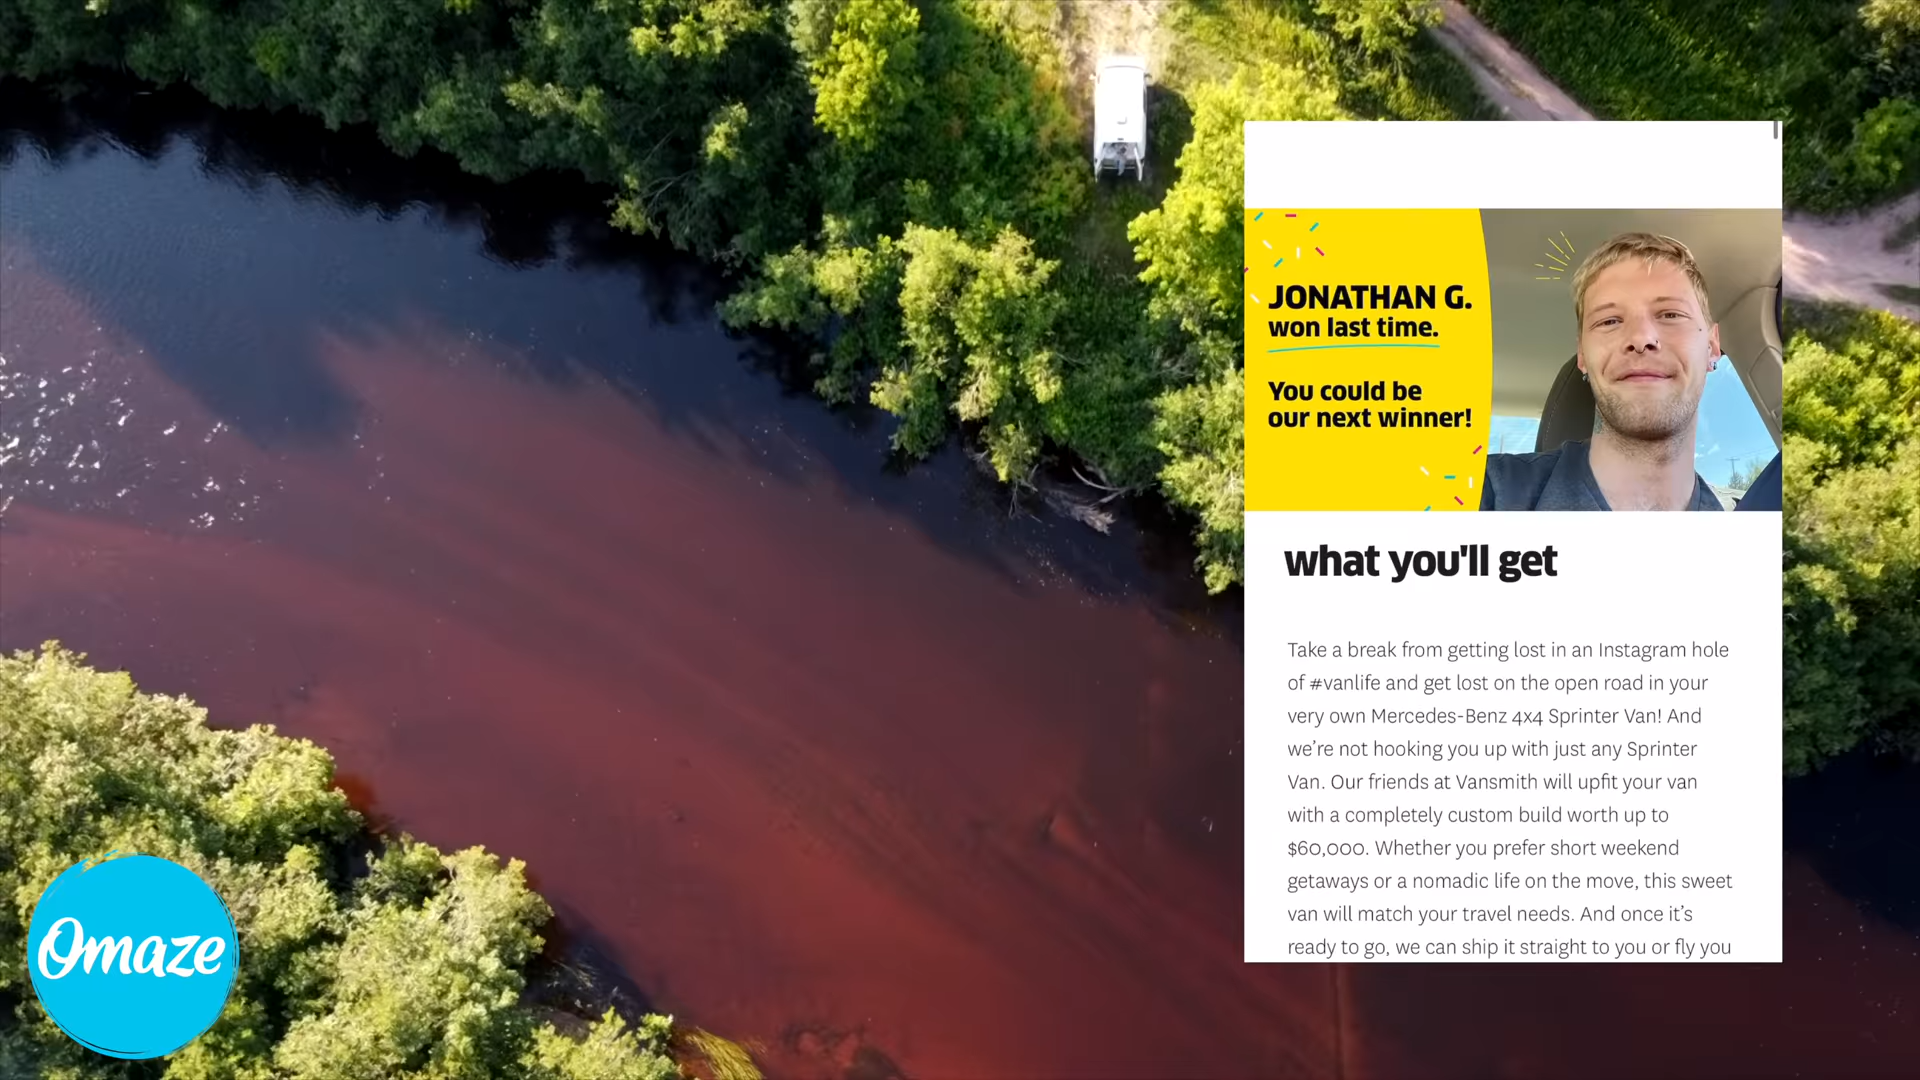 JONATHAN G.
won last time.
You could be
our next winner!
what you'll get
Take a break from getting lost in an Instagram hole
of #vanlife and get lost on the open road in your
very own Mercedes-Benz 4x4 Sprinter Van! And
we're not hooking you up with just any Sprinter
Van. Our friends at Vansmith will upfit your van
with a completely custom build worth up to
$60,000. Whether you prefer short weekend
getaways or a nomadic life on the move, this sweet
van will match your travel needs. And once it's
ready to go, we can ship it straight to you or fly you
Omaze